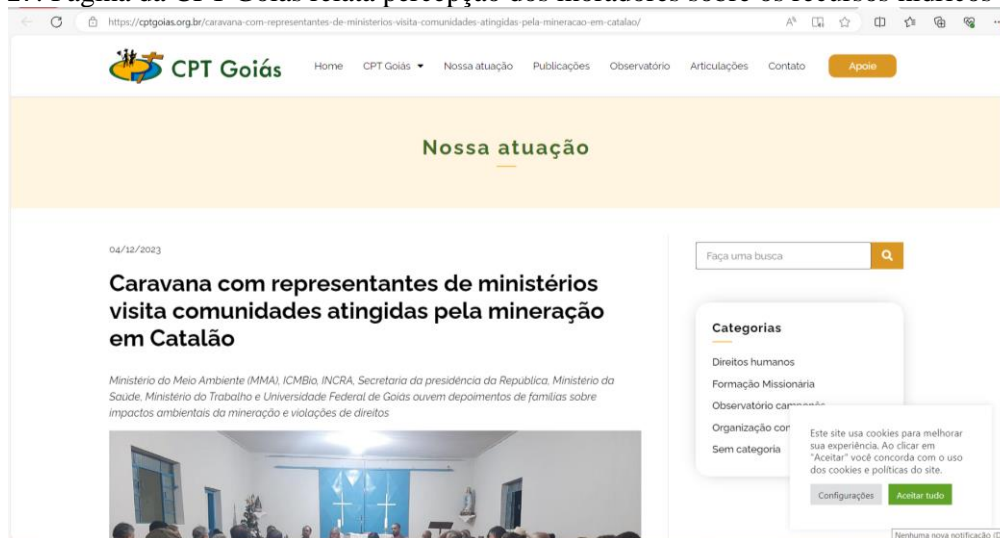 Página da CPT Goiás relata percepção dos moradores sobre os recursos hídricos
https://cptgoias.org.br/caravana-com-representantes-de-ministerios-visita-comunidades-atingidas-pela-mineracao-em-catalao/
CPT Goiás
Home CPT Goiás Nossa atuação Publicações Observatório Articulações Contato Apoie
Nossa atuação
04/12/2023
Faça uma busca
Caravana com representantes de ministérios
visita comunidades atingidas pela mineração
em Catalão
Ministério do Meio Ambiente (MMA), ICMBio, INCRA, Secretaria da presidência da Republica, Ministério da
Saúde, Ministério do Trabalho e Universidade Federal de Goiás ouvem depoimentos de famílias sobre
impactos ambientais da mineração e violações de direitos
Categorias
Direitos humanos
Formação Missionária
Observatório
Organização
Sem categoria
Este site usa cookies para melhorar
sua experiência. Ao clicar em
"Aceitar" você concorda com o uso
dos cookies e políticas do site.
Configurações Aceitar tudo
Nenhuma nova notificação